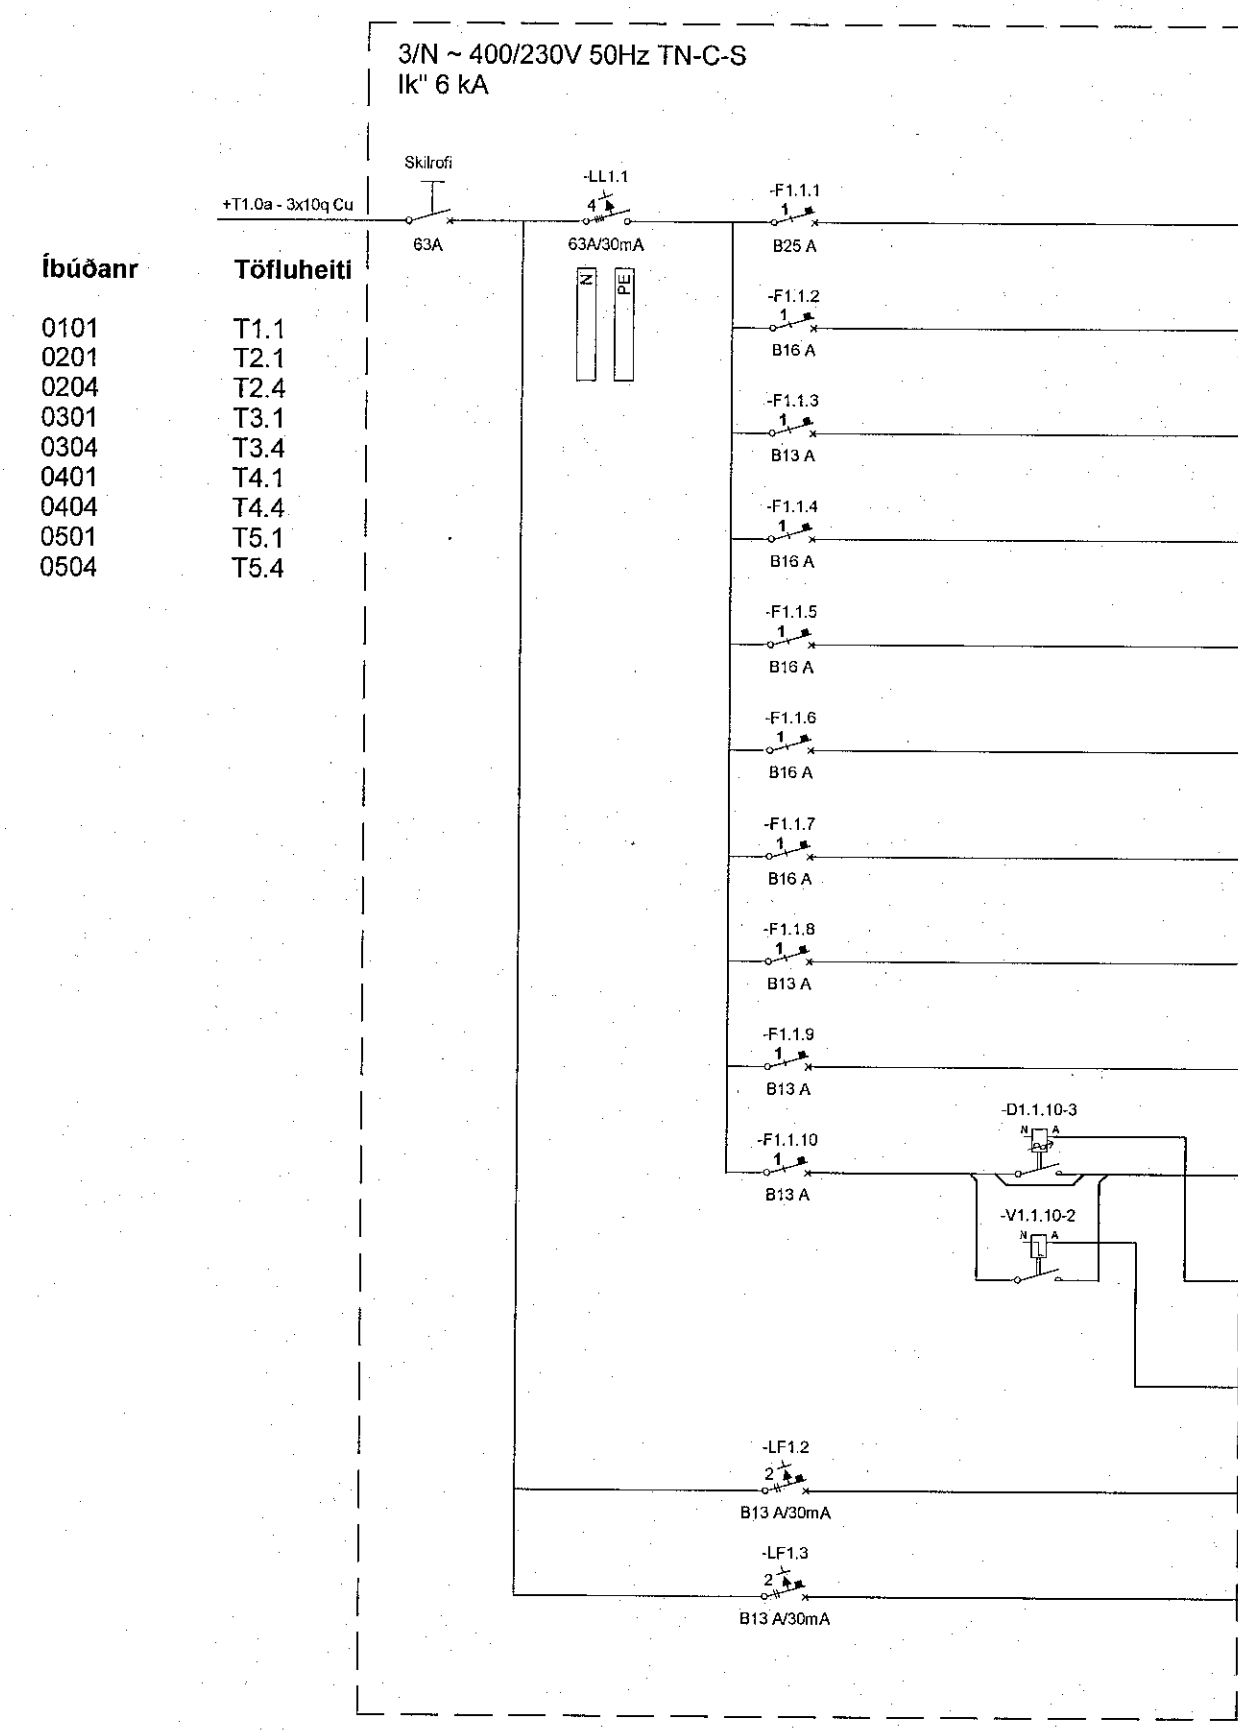 3/N ~ 400/230V 50Hz TN-C-S
Ik" 6 kA
Skilrofi
+T1.0a - 3x10q Cu
63A
-LL1.1
4
63A/30mA
N
PE
Íbúðanr Töfluheiti
0101 T1.1
0201 T2.1
0204 T2.4
0301 T3.1
0304 T3.4
0401 T4.1
0404 T4.4
0501 T5.1
0504 T5.4
-F1.1.1
1
B25 A
-F1.1.2
1
B16 A
-F1.1.3
1
B13 A
-F1.1.4
1
B16 A
-F1.1.5
1
B16 A
-F1.1.6
1
B16 A
-F1.1.7
1
B16 A
-F1.1.8
1
B13 A
-F1.1.9
1
B13 A
-F1.1.10
1
B13 A
-D1.1.10-3
N A
-V1.1.10-2
N A
-LF1.2
2
B13 A/30mA
-LF1.3
2
B13 A/30mA